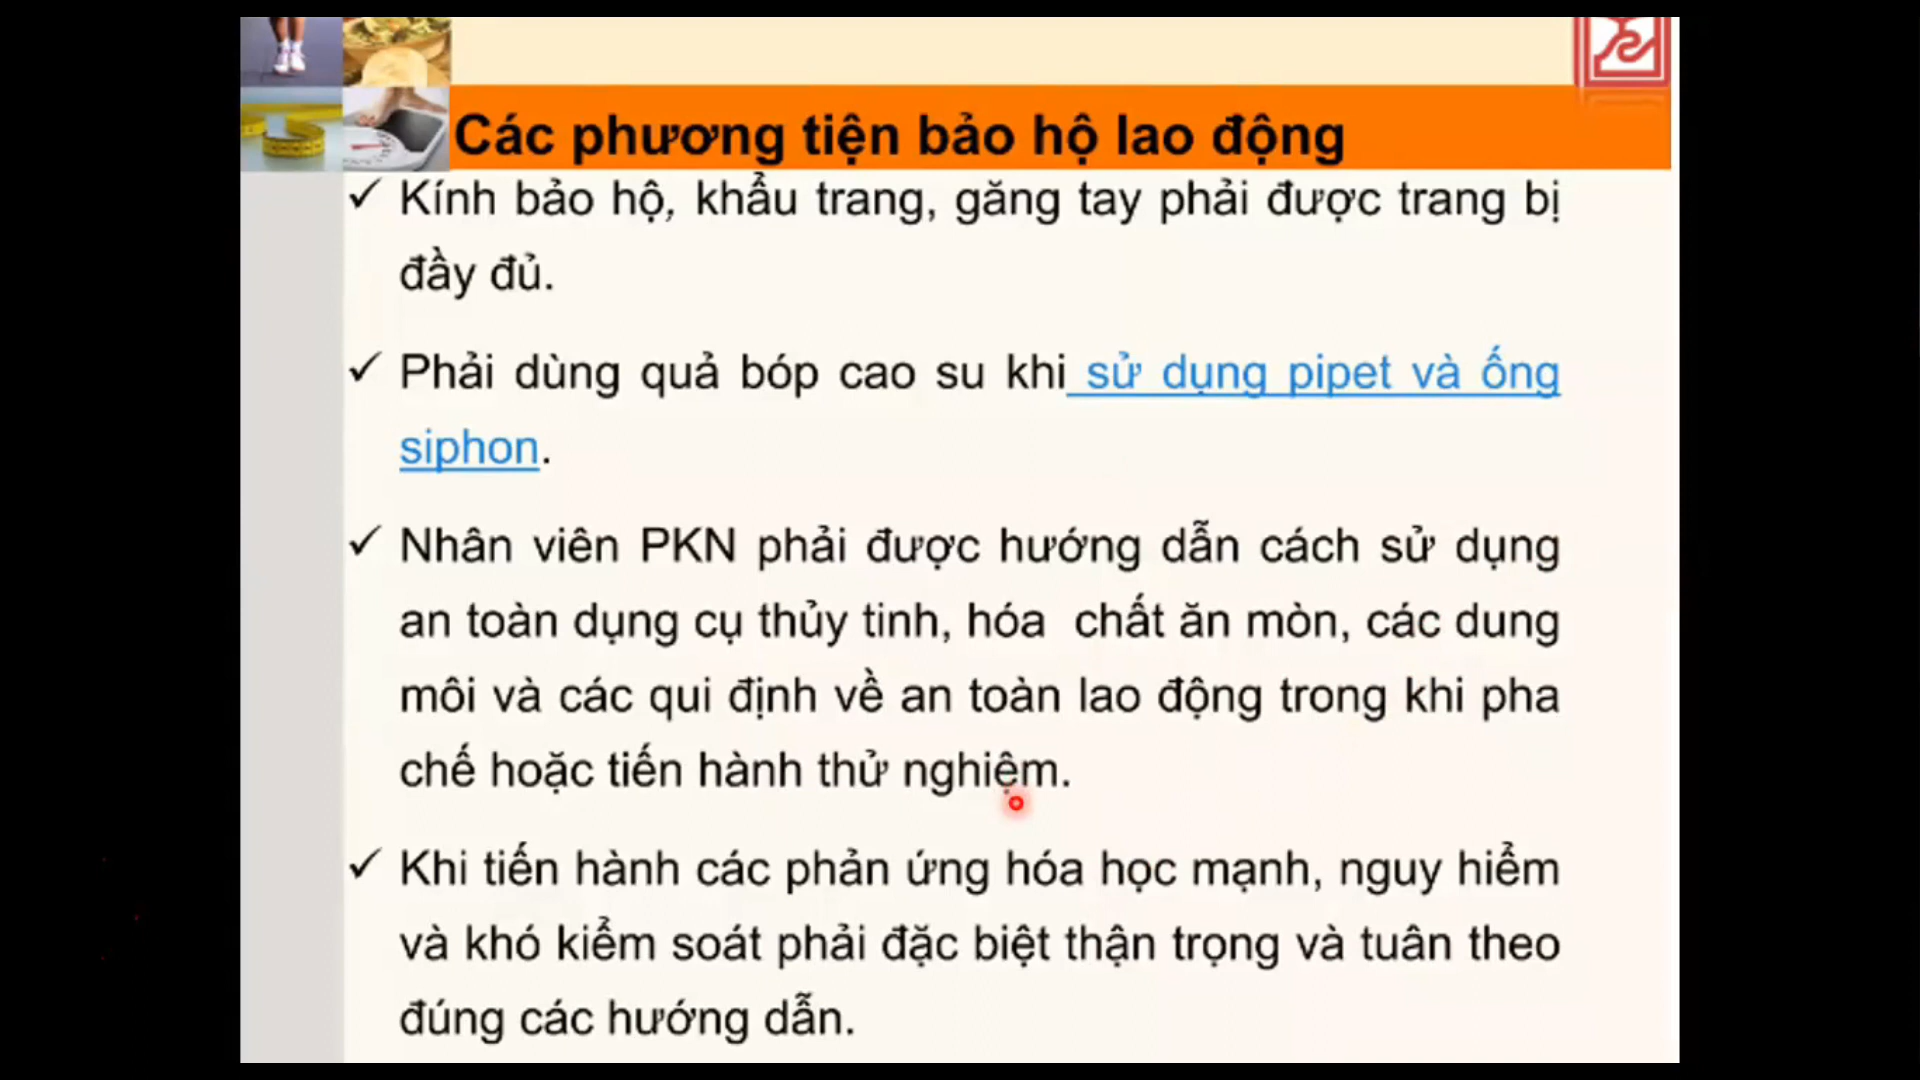 Các phương tiện bảo hộ lao động
✓ Kính bảo hộ, khẩu trang, găng tay phải được trang bị
đầy đủ.
✓ Phải dùng quả bóp cao su khi sử dụng pipet và ống
siphon.
✓ Nhân viên PKN phải được hướng dẫn cách sử dụng
an toàn dụng cụ thủy tinh, hóa chất ăn mòn, các dung
môi và các qui định về an toàn lao động trong khi pha
chế hoặc tiến hành thử nghiệm.
✓ Khi tiến hành các phản ứng hóa học mạnh, nguy hiểm
và khó kiểm soát phải đặc biệt thận trọng và tuân theo
đúng các hướng dẫn.